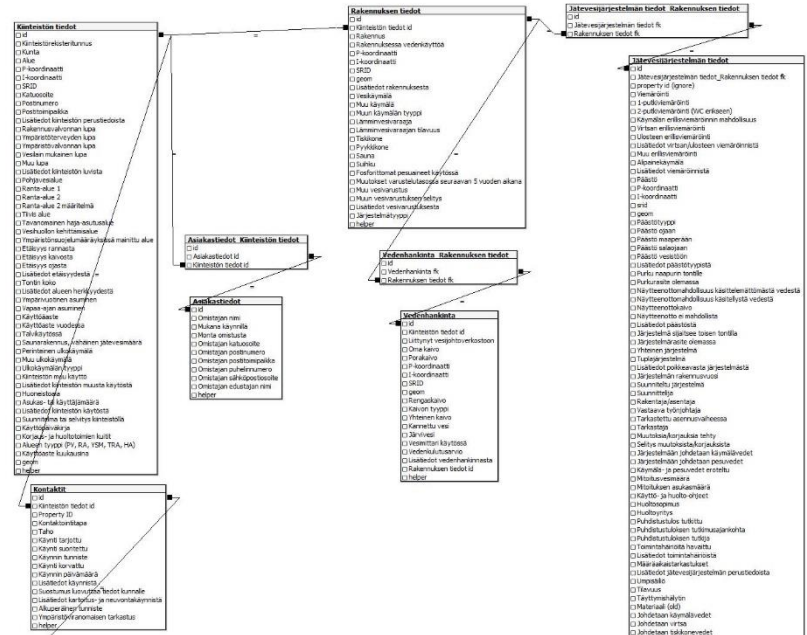 Kiinteistön tiedot
id
Kiinteistörekisteritunnus
Kunta
Alue
P-koordinaatti
I-koordinaatti
SRID
Katuosoite
Postinumero
Postitoimipaikka
Lisätiedot kiinteistön perustiedoista
Rakennusvalvonnan lupa
Ympäristöterveyden lupa
Ympäristövalvonnan lupa
Vesilain mukainen lupa
Muu lupa
Lisätiedot kiinteistön luvista
Pohjavesialue
Ranta-alue 1
Ranta-alue 2
Ranta-alue 2 määritelmä
Tiivis alue
Tavanomainen haja-asutusalue
Vesihuollon kehittämisalue
Ympäristönsuojelumääräyksissä mainittu alue
Etäisyys rannasta
Etäisyys kaivosta
Etäisyys ojasta
Lisätiedot etäisyydestä
Tontin koko
Lisätiedot alueen herkkyydestä
Ympärivuotinen asuminen
Vapaa-ajan asuminen
Käyttöaste
Käyttöaste vuodessa
Talvikäytössä
Saunarakennus, vähäinen jätevesimäärä
Perinteinen ulkokäymälä
Muu ulkokäymälä
Ulkokäymälän tyyppi
Kiinteistön muu käyttö
Lisätiedot kiinteistön muusta käytöstä
Huoneistoala
Asukas- tai käyttäjämäärä
Lisätiedot kiinteistön käytöstä
Suunnitelma tai selvitys kiinteistöllä
Käyttöpäiväkirja
Korjaus- ja huoltotoimien kuitit
Alueen tyyppi (PV, RA, YSM, TRA, HA)
Käyttöaste kuukausina
geom
helper
Kontaktit
id
Kiinteistön tiedot id
Property ID
Kontaktointitapa
Taho
Käynti tarjottu
Käynti suoritettu
Käynnin tunniste
Käynti korvattu
Käynnin päivämäärä
Lisätiedot käynnistä
Suostumus luovuttaa tiedot kunnalle
Lisätiedot kartoitus- ja neuvontakäynnistä
Alkuperäinen tunniste
Ympäristöviranomaisen tarkastus
helper
Asiakastiedot_Kiinteistön tiedot
id
Asiakastiedot id
Kiinteistön tiedot id
Asiakastiedot
id
Omistajan nimi
Mukana käynnillä
Monta omistusta
Omistajan katuosoite
Omistajan postinumero
Omistajan postitoimipaikka
Omistajan puhelinnumero
Omistajan sähköpostiosoite
Omistajan edustajan nimi
helper
Rakennuksen tiedot
id
Kiinteistön tiedot id
Rakennus
Rakennuksessa vedenkäyttöä
P-koordinaatti
I-koordinaatti
SRID
geom
Lisätiedot rakennuksesta
Vesikäymälä
Muu käymälä
Muun käymälän tyyppi
Lämminvesivaraaja
Lämminvesivaraajan tilavuus
Tiskikone
Pyykkikone
Sauna
Suihku
Fosforittomat pesuaineet käytössä
Muutokset varustelutasossa seuraavan 5 vuoden aikana
Muu vesivarustus
Muun vesivarustuksen selitys
Lisätiedot vesivarustuksesta
Järjestelmätyyppi
helper
Vedenhankinta_Rakennuksen tiedot
id
Vedenhankinta fk
Rakennuksen tiedot fk
Vedenhankinta
id
Kiinteistön tiedot id
Liittynyt vesijohtoverkostoon
Oma kaivo
Porakaivo
P-koordinaatti
I-koordinaatti
SRID
geom
Rengaskaivo
Kaivon tyyppi
Yhteinen kaivo
Kannettu vesi
Järvivesi
Vesimittari käytössä
Vedenkulutusarvio
Lisätiedot vedenhankinnasta
Rakennuksen tiedot id
helper
Jätevesijärjestelmän tiedot_Rakennuksen tiedot
id
Jätevesijärjestelmän tiedot fk
Rakennuksen tiedot fk
Jätevesijärjestelmän tiedot
id
Jätevesijärjestelmän tiedot_Rakennuksen tiedot fk
property id (ignore)
Viemäröinti
1-putkiviemäröinti
2-putkiviemäröinti (WC erikseen)
Käymälän erillisviemäröinnin mahdollisuus
Virtsan erillisviemäröinti
Ulosteen erillisviemäröinti
Lisätiedot virtsan/ulosteen viemäröinnistä
Muu erillisviemäröinti
Alipainekäymälä
Lisätiedot viemäröinnistä
Päästö
P-koordinaatti
I-koordinaatti
srid
geom
Päästötyyppi
Päästö ojaan
Päästö maaperään
Päästö salaojaan
Päästö vesistöön
Lisätiedot päästötyypistä
Purku naapurin tontille
Purkurasite olemassa
Näytteenottomahdollisuus käsittelemättömästä vedestä
Näytteenottomahdollisuus käsitellystä vedestä
Näytteenottokaivo
Näytteenotto ei mahdollista
Lisätiedot päästöstä
Järjestelmä sijaitsee toisen tontilla
Järjestelmärasite olemassa
Yhteinen järjestelmä
Tuplajärjestelmä
Lisätiedot poikkeavasta järjestelmästä
Järjestelmän rakennusvuosi
Suunniteltu järjestelmä
Suunnittelija
Rakentaja/asentaja
Vastaava työnjohtaja
Tarkastettu asennusvaiheessa
Tarkastaja
Muutoksia/korjauksia tehty
Selitys muutoksista/korjauksista
Järjestelmään johdetaan käymälävedet
Järjestelmään johdetaan pesuvedet
Käymälä- ja pesuvedet eroteltu
Mitoitusvesimäärä
Mitoituksen asukasmäärä
Käyttö- ja huolto-ohjeet
Huoltosopimus
Huoltoyritys
Puhdistustulos tutkittu
Puhdistustuloksen tutkimusajankohta
Puhdistustuloksen tutkija
Toimintahäiriöitä havaittu
Lisätiedot toimintahäiriöistä
Määräaikaistarkastukset
Lisätiedot jätevesijärjestelmän perustiedoista
Umpisäiliö
Tilavuus
Täyttymishälytin
Materiaali (old)
Johdetaan käymälävedet
Johdetaan virtsa
Johdetaan tiskikonevedet